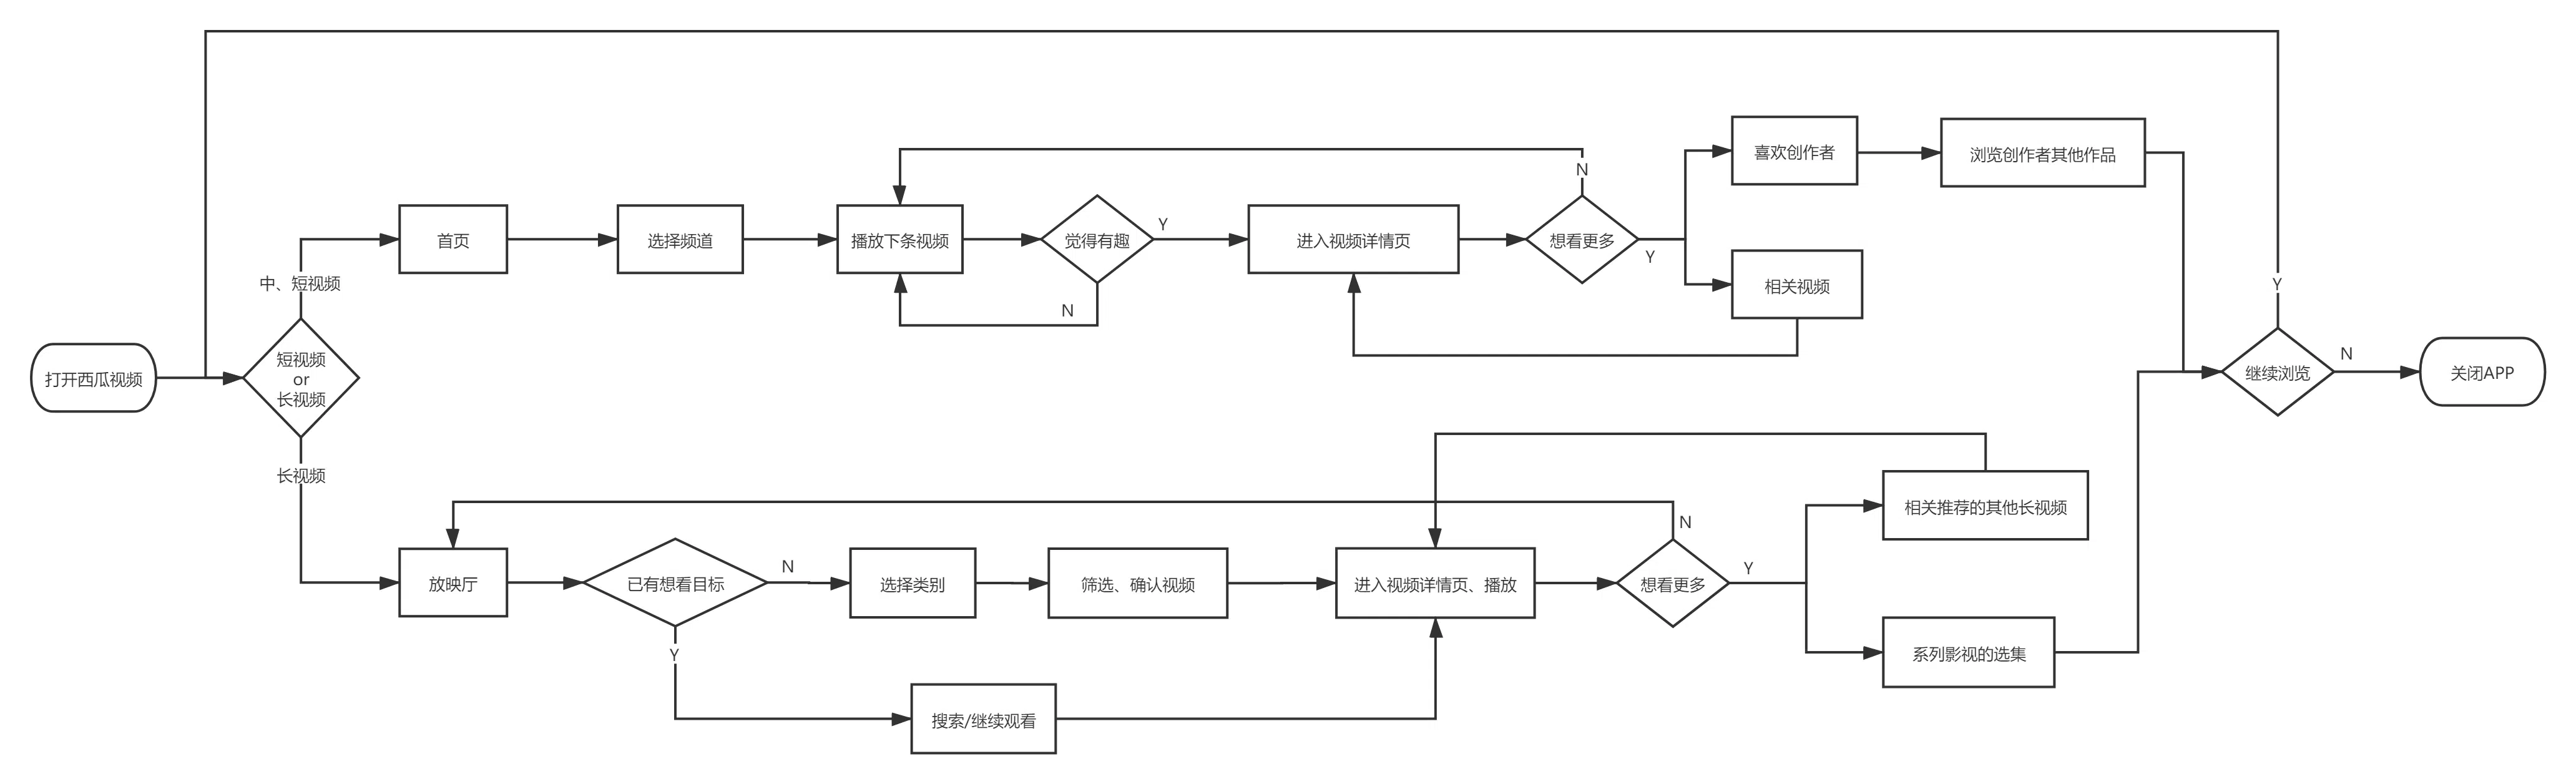 打开西瓜视频
短视频
or
长视频
中、短视频
首页
选择频道
播放下条视频
觉得有趣
Y
N
进入视频详情页
想看更多
N
Y
喜欢创作者
浏览创作者其他作品
相关视频
长视频
放映厅
已有想看目标
N
Y
选择类别
筛选、确认视频
搜索/继续观看
进入视频详情页、播放
想看更多
N
Y
相关推荐的其他长视频
系列影视的选集
继续浏览
Y
N
关闭APP